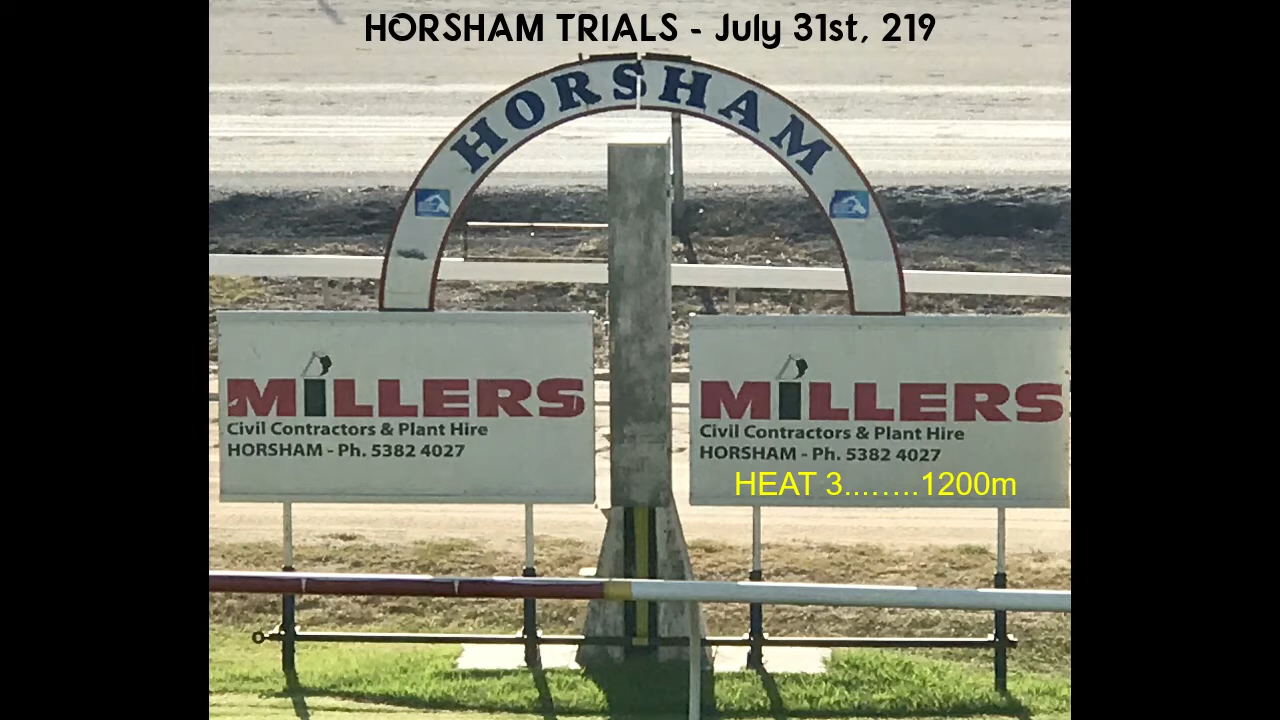 HORSHAM TRIALS - July 31st, 219
HORSHAM
MILLERS
Civil Contractors & Plant Hire
HORSHAM - Ph. 5382 4027
MILLERS
Civil Contractors & Plant Hire
HORSHAM - Ph. 5382 4027
HEAT 3...…….1200m